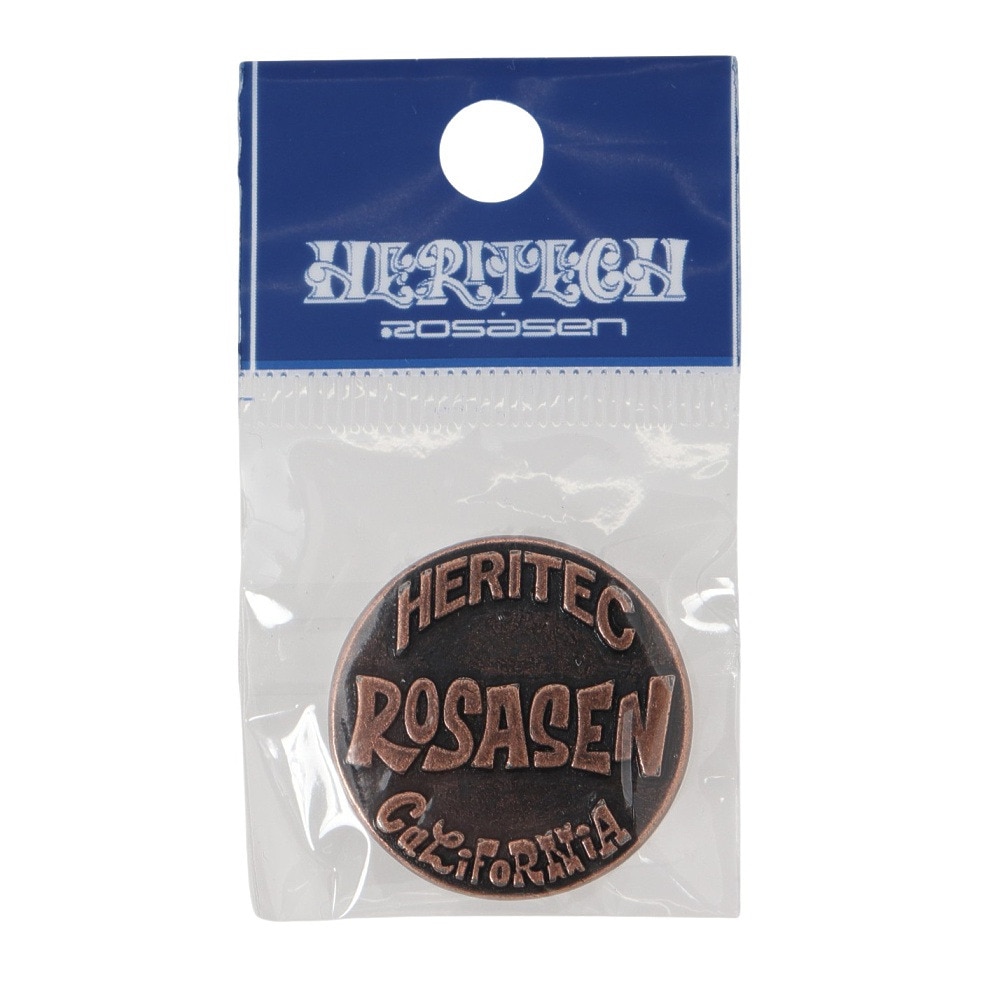 HERITECH
ROSASEN
HERITEC
ROSASEN
CALiFORNiA